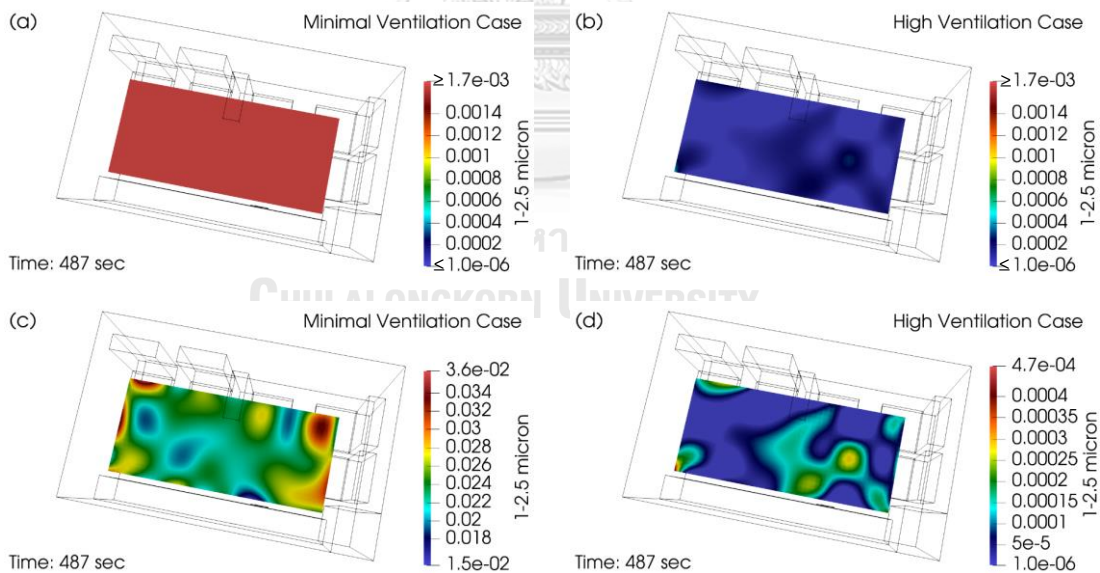 (a) Minimal Ventilation Case
≥1.7e-03
0.0014
0.0012
0.001
0.0008
0.0006
0.0004
0.0002
≤1.0e-06
1-2.5 micron
Time: 487 sec
(b) High Ventilation Case
≥1.7e-03
0.0014
0.0012
0.001
0.0008
0.0006
0.0004
0.0002
≤1.0e-06
1-2.5 micron
Time: 487 sec
CHULALONGKORN UNIVERSITY
(c) Minimal Ventilation Case
3.6e-02
0.034
0.032
0.03
0.028
0.026
0.024
0.022
0.02
0.018
1.5e-02
1-2.5 micron
Time: 487 sec
(d) High Ventilation Case
4.7e-04
0.0004
0.00035
0.0003
0.00025
0.0002
0.00015
0.0001
5e-5
1.0e-06
1-2.5 micron
Time: 487 sec